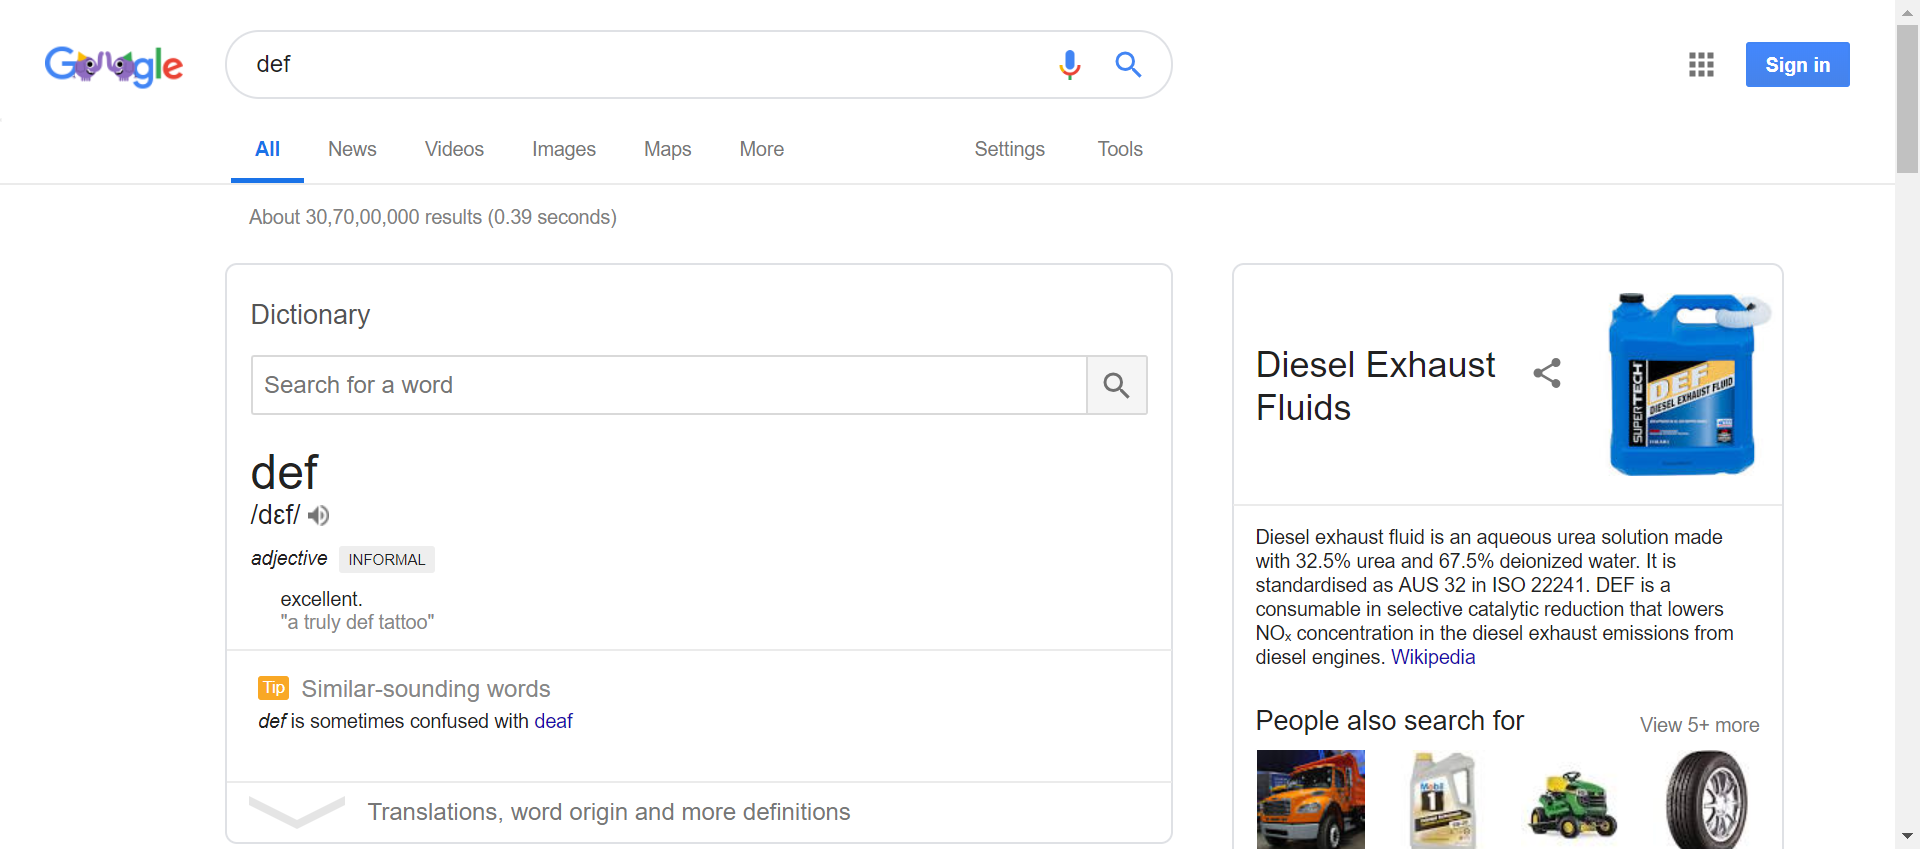 Google
def
Sign in
All News Videos Images Maps More Settings Tools
About 30,70,00,000 results (0.39 seconds)
Dictionary
Search for a word
def
/dɛf/
adjective INFORMAL
excellent.
"a truly def tattoo"
Tip Similar-sounding words
def is sometimes confused with deaf
Translations, word origin and more definitions
Diesel Exhaust
Fluids
SUPERTECH
DEF
DIESEL EXHAUST FLUID
Diesel exhaust fluid is an aqueous urea solution made
with 32.5% urea and 67.5% deionized water. It is
standardised as AUS 32 in ISO 22241. DEF is a
consumable in selective catalytic reduction that lowers
NOₓ concentration in the diesel exhaust emissions from
diesel engines. Wikipedia
People also search for
View 5+ more
Mobil
1